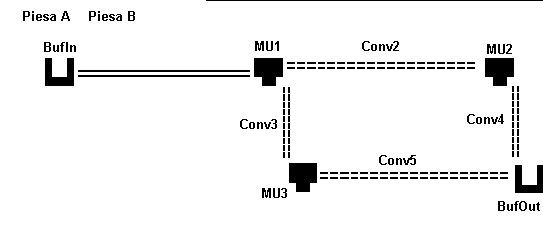 Piesa A Piesa B
BufIn
MU1
Conv2
MU2
Conv3
Conv4
MU3
Conv5
BufOut